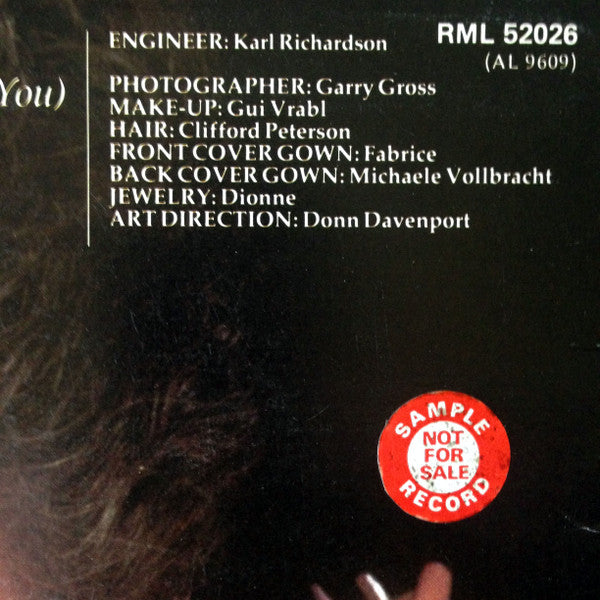 You)
ENGINEER: Karl Richardson
RML 52026
(AL 9609)
PHOTOGRAPHER: Garry Gross
MAKE-UP: Gui Vrabl
HAIR: Clifford Peterson
FRONT COVER GOWN: Fabrice
BACK COVER GOWN: Michaele Vollbracht
JEWELRY: Dionne
ART DIRECTION: Donn Davenport
SAMPLE
NOT
FOR
SALE
RECORD